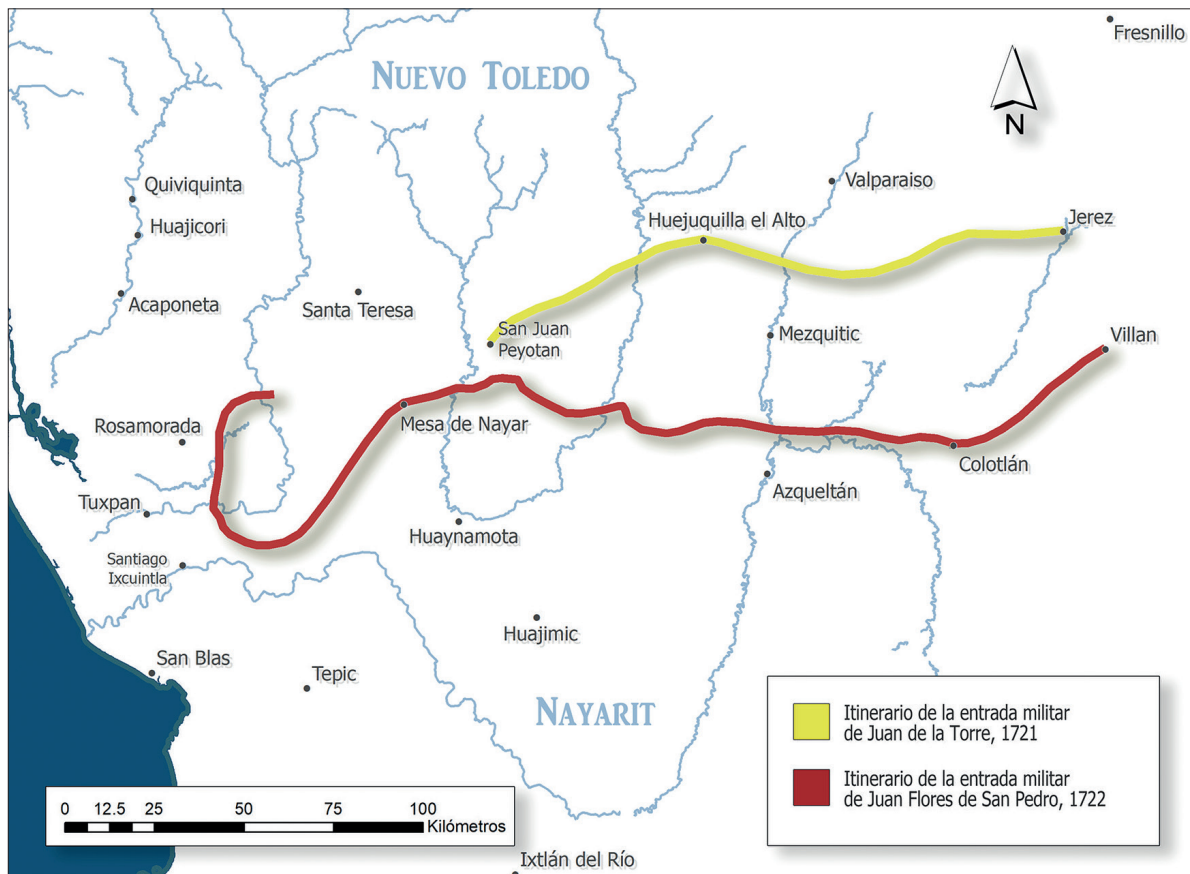 Fresnillo
NUEVO TOLEDO
N
Quiviquinta
Valparaiso
Huejuquilla el Alto
Jerez
Huajicori
Acaponeta
Santa Teresa
San Juan
Peyotan
Mezquitic
Villan
Rosamorada
Mesa de Nayar
Colotlán
Azqueltán
Tuxpan
Huaynamota
Santiago
Ixcuintla
Huajimic
San Blas
Tepic
NAYARIT
Itinerario de la entrada militar
de Juan de la Torre, 1721
Itinerario de la entrada militar
de Juan Flores de San Pedro, 1722
0 12.5 25 50 75 100
Kilómetros
Ixtlán del Río